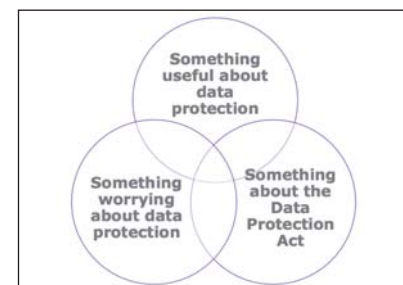 Something
useful about
data
protection
Something
worrying
about data
protection
Something
about the
Data
Protection
Act